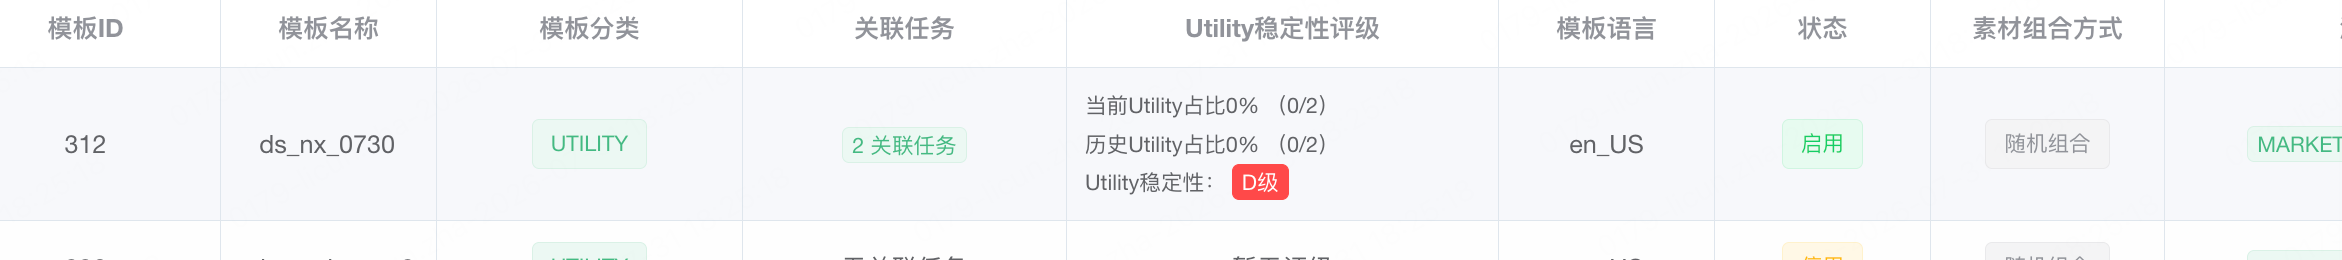 模板ID 模板名称 模板分类 关联任务 Utility稳定性评级 模板语言 状态 素材组合方式
当前Utility占比0% （0/2）
历史Utility占比0% （0/2）
312 ds_nx_0730 UTILITY 2 关联任务 en_US 启用 随机组合 MARKET
Utility稳定性： D级